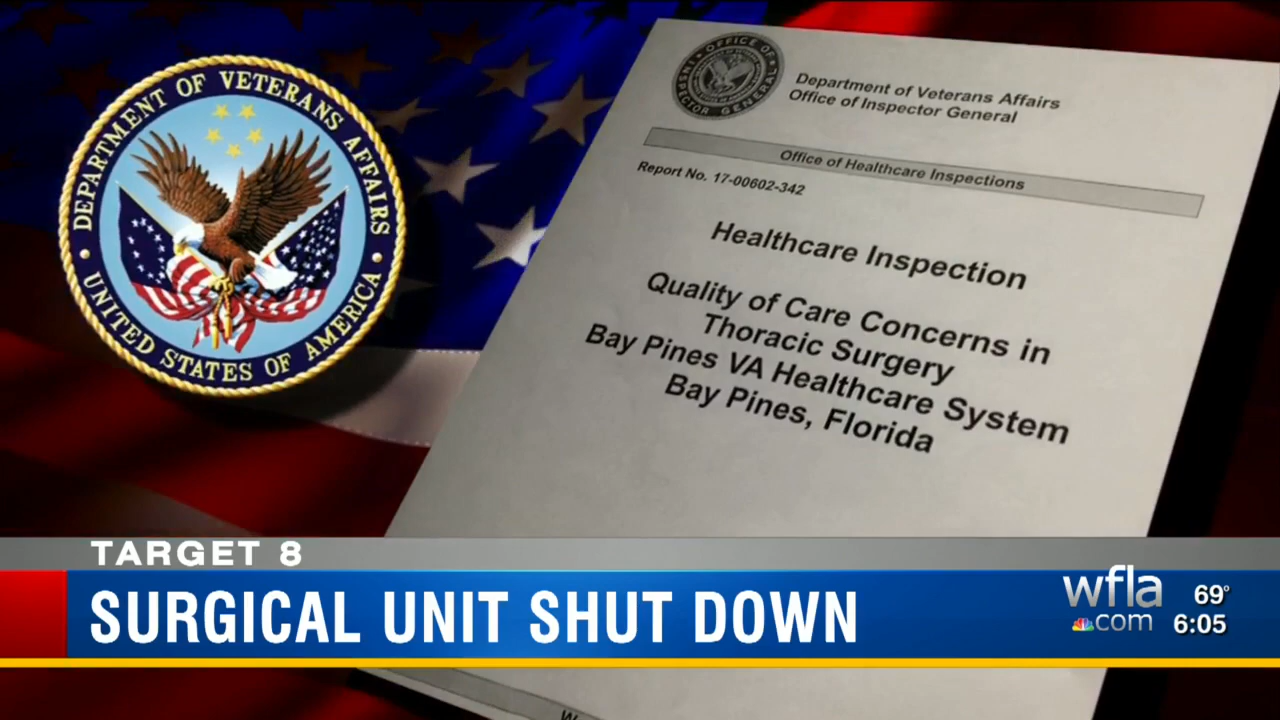 DEPARTMENT OF VETERANS AFFAIRS
UNITED STATES OF AMERICA
OFFICE OF
INSPECTOR GENERAL
Department of Veterans Affairs
Office of Inspector General
Office of Healthcare Inspections
Report No. 17-00602-342
Healthcare Inspection
Quality of Care Concerns in
Thoracic Surgery
Bay Pines VA Healthcare System
Bay Pines, Florida
TARGET 8
SURGICAL UNIT SHUT DOWN
wfla
.com
69°
6:05